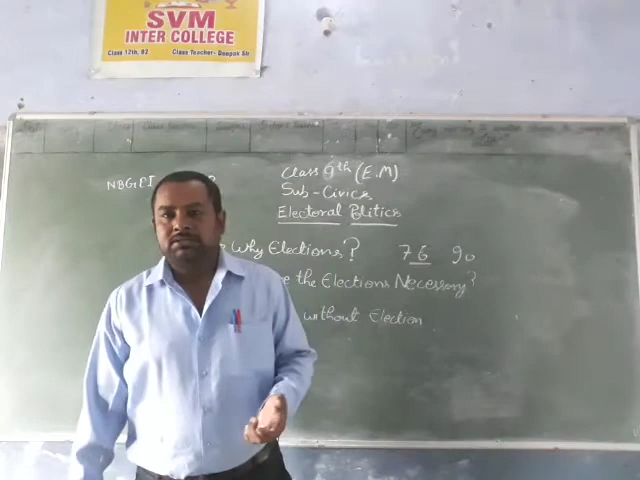 SVM
INTER COLLEGE
Class 12th. B2 Class Teacher- Deepak Sir
Class 9th (E.M)
NBGEI
Sub-Civics
Electoral Politics
Why Elections? 76 90
the Elections Necessary?
without Election